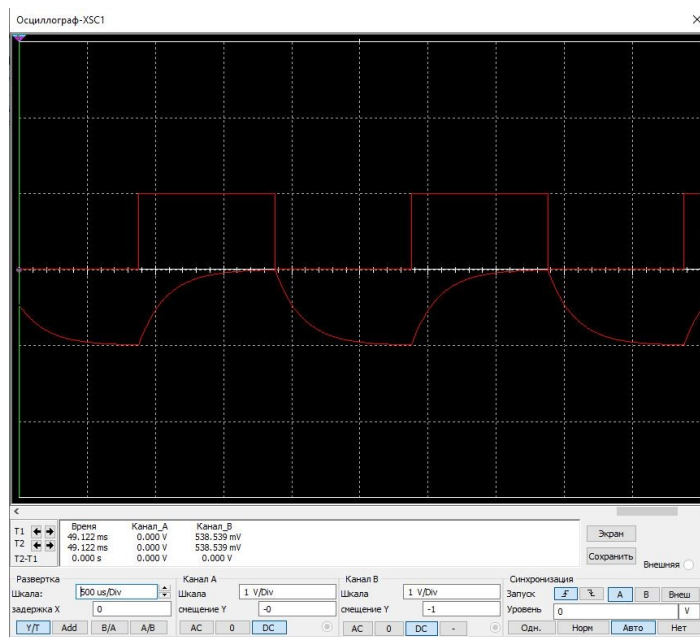 Осциллограф-XSC1
Время Канал_A Канал_B
T1 49.122 ms 0.000 V 538.539 mV
T2 49.122 ms 0.000 V 538.539 mV
T2-T1 0.000 s 0.000 V 0.000 V
Экран
Сохранить
Внешняя
Развертка
Шкала: 500 us/Div
задержка X 0
Y/T Add B/A A/B
Канал A
Шкала 1 V/Div
смещение Y -0
AC 0 DC
Канал B
Шкала 1 V/Div
смещение Y -1
AC 0 DC -
Синхронизация
Запуск A B Внеш
Уровень 0 V
Одн. Норм Авто Нет